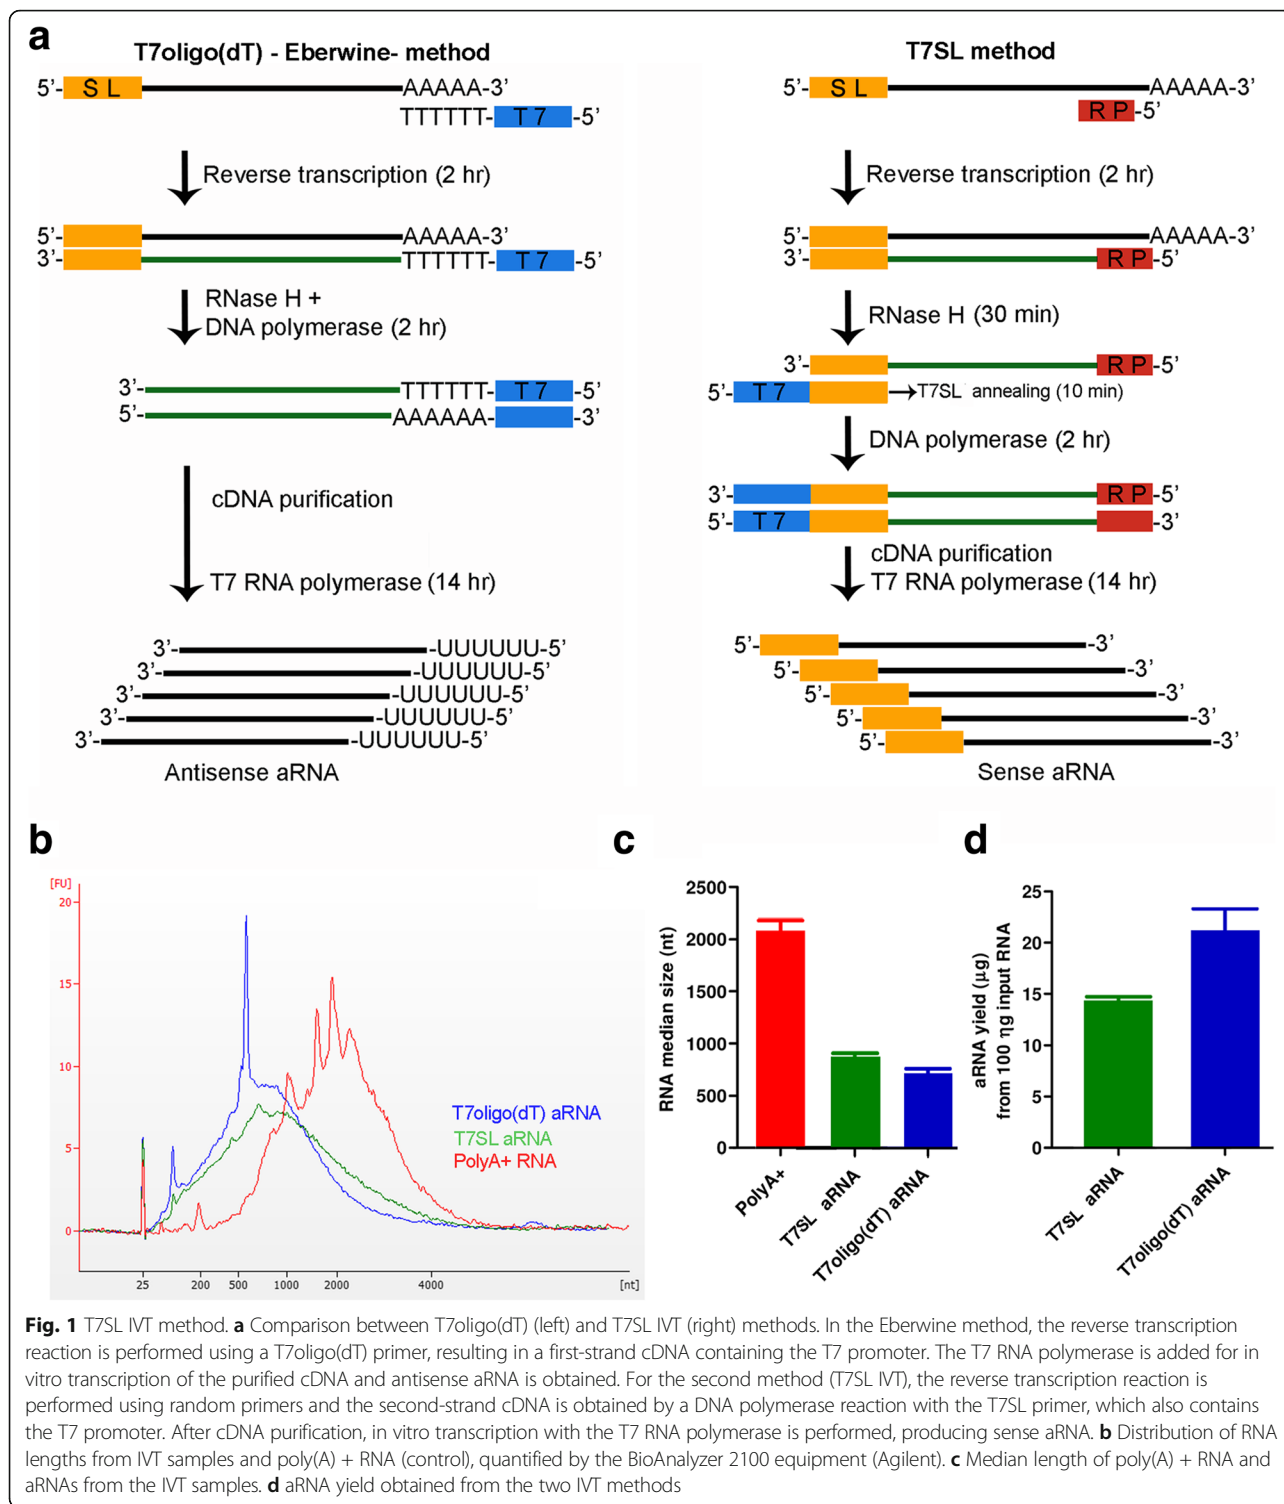 a
T7oligo(dT) - Eberwine- method
5’- SL AAAAA-3’
TTTTTT- T7 -5’
Reverse transcription (2 hr)
5’- AAAAA-3’
3’- TTTTTT- T7 -5’
RNase H +
DNA polymerase (2 hr)
3’- TTTTTT- T7 -5’
5’- AAAAAA- -3’
cDNA purification
T7 RNA polymerase (14 hr)
3’- -UUUUUU-5’
3’- -UUUUUU-5’
3’- -UUUUUU-5’
3’- -UUUUUU-5’
3’- -UUUUUU-5’
Antisense aRNA
T7SL method
5’- SL AAAAA-3’
RP -5’
Reverse transcription (2 hr)
5’- AAAAA-3’
3’- RP -5’
RNase H (30 min)
3’- RP -5’
5’- T7 T7SL annealing (10 min)
DNA polymerase (2 hr)
3’- RP -5’
5’- T7 -3’
cDNA purification
T7 RNA polymerase (14 hr)
5’- -3’
5’- -3’
5’- -3’
5’- -3’
5’- -3’
Sense aRNA
b
[FU]
20
15
10
5
0
T7oligo(dT) aRNA
T7SL aRNA
PolyA+ RNA
25 200 500 1000 2000 4000 [nt]
c
RNA median size (nt)
2500
2000
1500
1000
500
0
PolyA+
T7SL aRNA
T7oligo(dT) aRNA
d
aRNA yield (µg)
from 100 ηg input RNA
25
20
15
10
5
0
T7SL aRNA
T7oligo(dT) aRNA
Fig. 1 T7SL IVT method. a Comparison between T7oligo(dT) (left) and T7SL IVT (right) methods. In the Eberwine method, the reverse transcription
reaction is performed using a T7oligo(dT) primer, resulting in a first-strand cDNA containing the T7 promoter. The T7 RNA polymerase is added for in
vitro transcription of the purified cDNA and antisense aRNA is obtained. For the second method (T7SL IVT), the reverse transcription reaction is
performed using random primers and the second-strand cDNA is obtained by a DNA polymerase reaction with the T7SL primer, which also contains
the T7 promoter. After cDNA purification, in vitro transcription with the T7 RNA polymerase is performed, producing sense aRNA. b Distribution of RNA
lengths from IVT samples and poly(A) + RNA (control), quantified by the BioAnalyzer 2100 equipment (Agilent). c Median length of poly(A) + RNA and
aRNAs from the IVT samples. d aRNA yield obtained from the two IVT methods